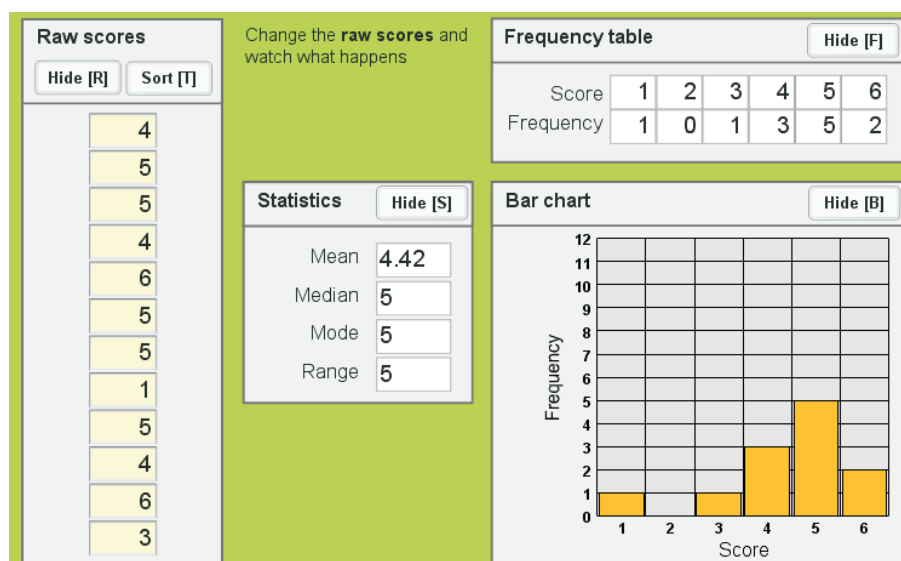 Raw scores
Hide [R] Sort [T]
4
5
5
4
6
5
5
1
5
4
6
3
Change the raw scores and
watch what happens
Statistics Hide [S]
Mean 4.42
Median 5
Mode 5
Range 5
Frequency table Hide [F]
Score 1 2 3 4 5 6
Frequency 1 0 1 3 5 2
Bar chart Hide [B]
12
11
10
9
8
7
6
5
4
3
2
1
0
Frequency
1 2 3 4 5 6
Score